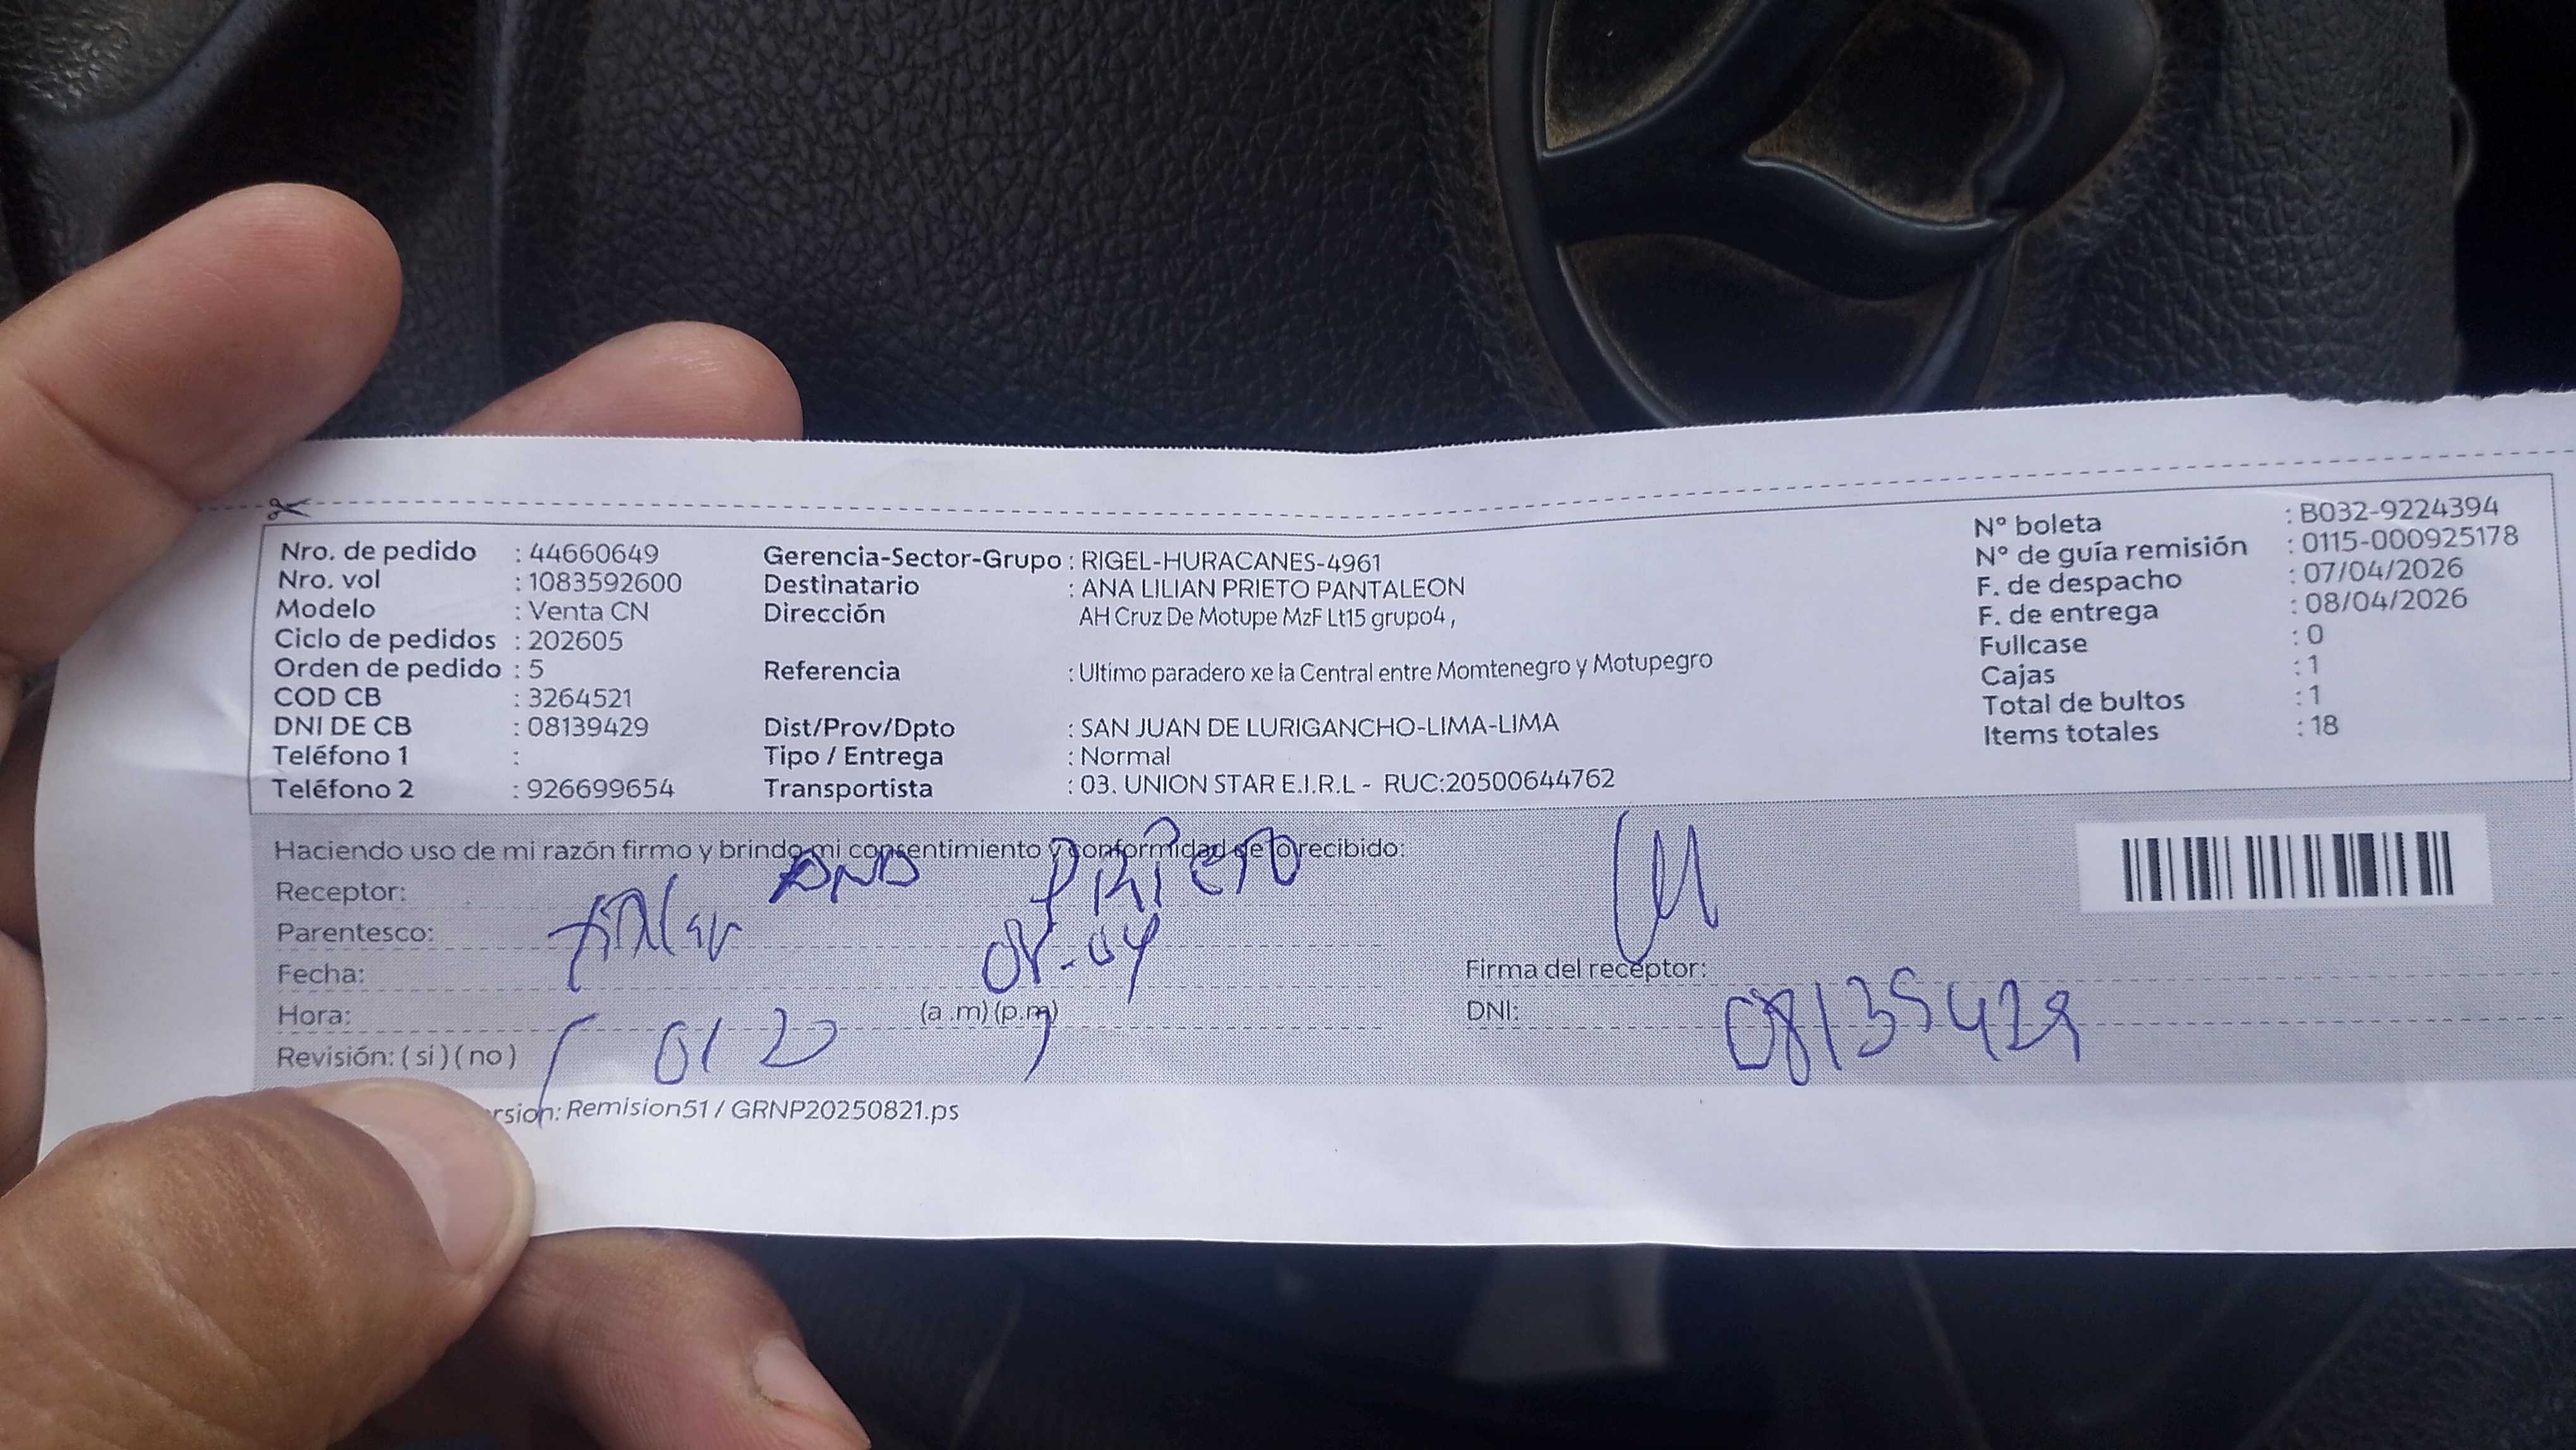 Nro. de pedido : 44660649
Nro. vol : 1083592600
Modelo : Venta CN
Ciclo de pedidos : 202605
Orden de pedido : 5
COD CB : 3264521
DNI DE CB : 08139429
Teléfono 1 :
Teléfono 2 : 926699654
Gerencia-Sector-Grupo : RIGEL-HURACANES-4961
Destinatario : ANA LILIAN PRIETO PANTALEON
Dirección AH Cruz De Motupe MzF Lt15 grupo4 ,
Referencia : Ultimo paradero xe la Central entre Momtenegro y Motupegro
Dist/Prov/Dpto : SAN JUAN DE LURIGANCHO-LIMA-LIMA
Tipo / Entrega : Normal
Transportista : 03. UNION STAR E.I.R.L - RUC:20500644762
N° boleta : B032-9224394
N° de guía remisión : 0115-000925178
F. de despacho : 07/04/2026
F. de entrega : 08/04/2026
Fullcase : 0
Cajas : 1
Total de bultos : 1
Items totales : 18
Haciendo uso de mi razón firmo y brindo mi consentimiento y conformidad de lo recibido:
Receptor: ANA PRIETO
Parentesco:
Fecha: 08-04
Hora: (a .m) (p.m)
Revisión: ( si ) ( no )
Firma del receptor:
DNI: 08139429
rsion: Remision51 / GRNP20250821.ps